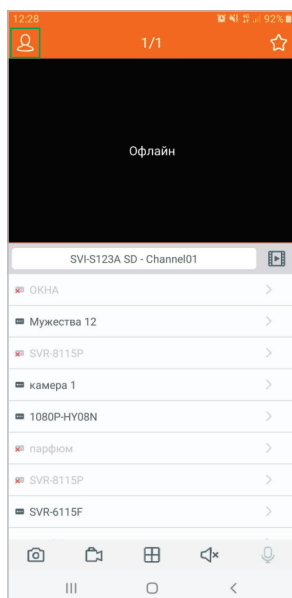 12:28 92%
1/1
Офлайн
SVI-S123A SD - Channel01
ОКНА
Мужества 12
SVR-8115P
камера 1
1080P-HY08N
парфюм
SVR-8115P
SVR-6115F